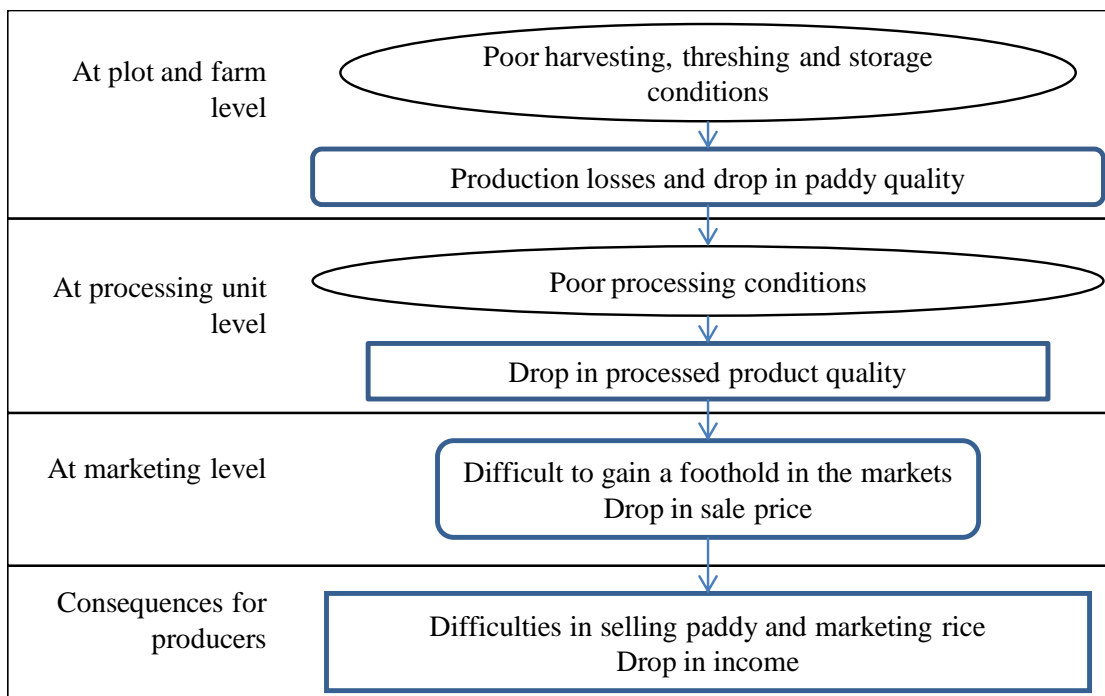 At plot and farm
level
Poor harvesting, threshing and storage
conditions
Production losses and drop in paddy quality
At processing unit
level
Poor processing conditions
Drop in processed product quality
At marketing level
Difficult to gain a foothold in the markets
Drop in sale price
Consequences for
producers
Difficulties in selling paddy and marketing rice
Drop in income